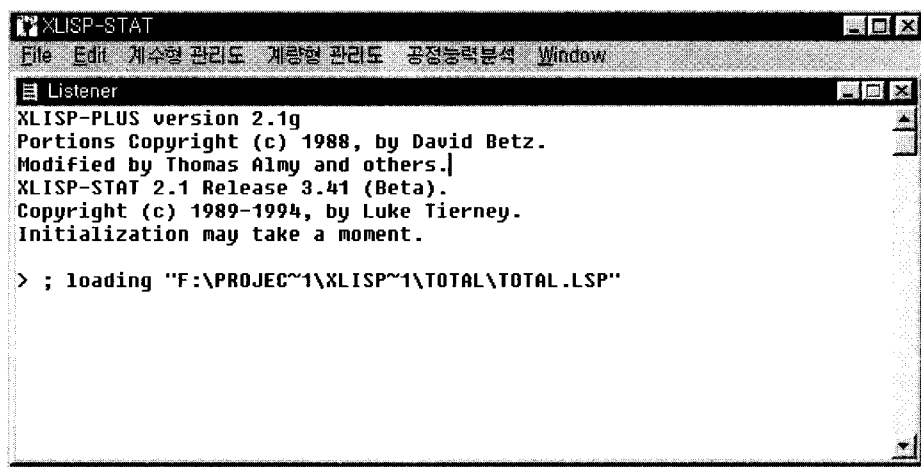 XLISP-STAT
File Edit 계수형 관리도 계량형 관리도 공정능력분석 Window
Listener
XLISP-PLUS version 2.1g
Portions Copyright (c) 1988, by David Betz.
Modified by Thomas Almy and others.
XLISP-STAT 2.1 Release 3.41 (Beta).
Copyright (c) 1989-1994, by Luke Tierney.
Initialization may take a moment.
> ; loading "F:\PROJEC~1\XLISP~1\TOTAL\TOTAL.LSP"